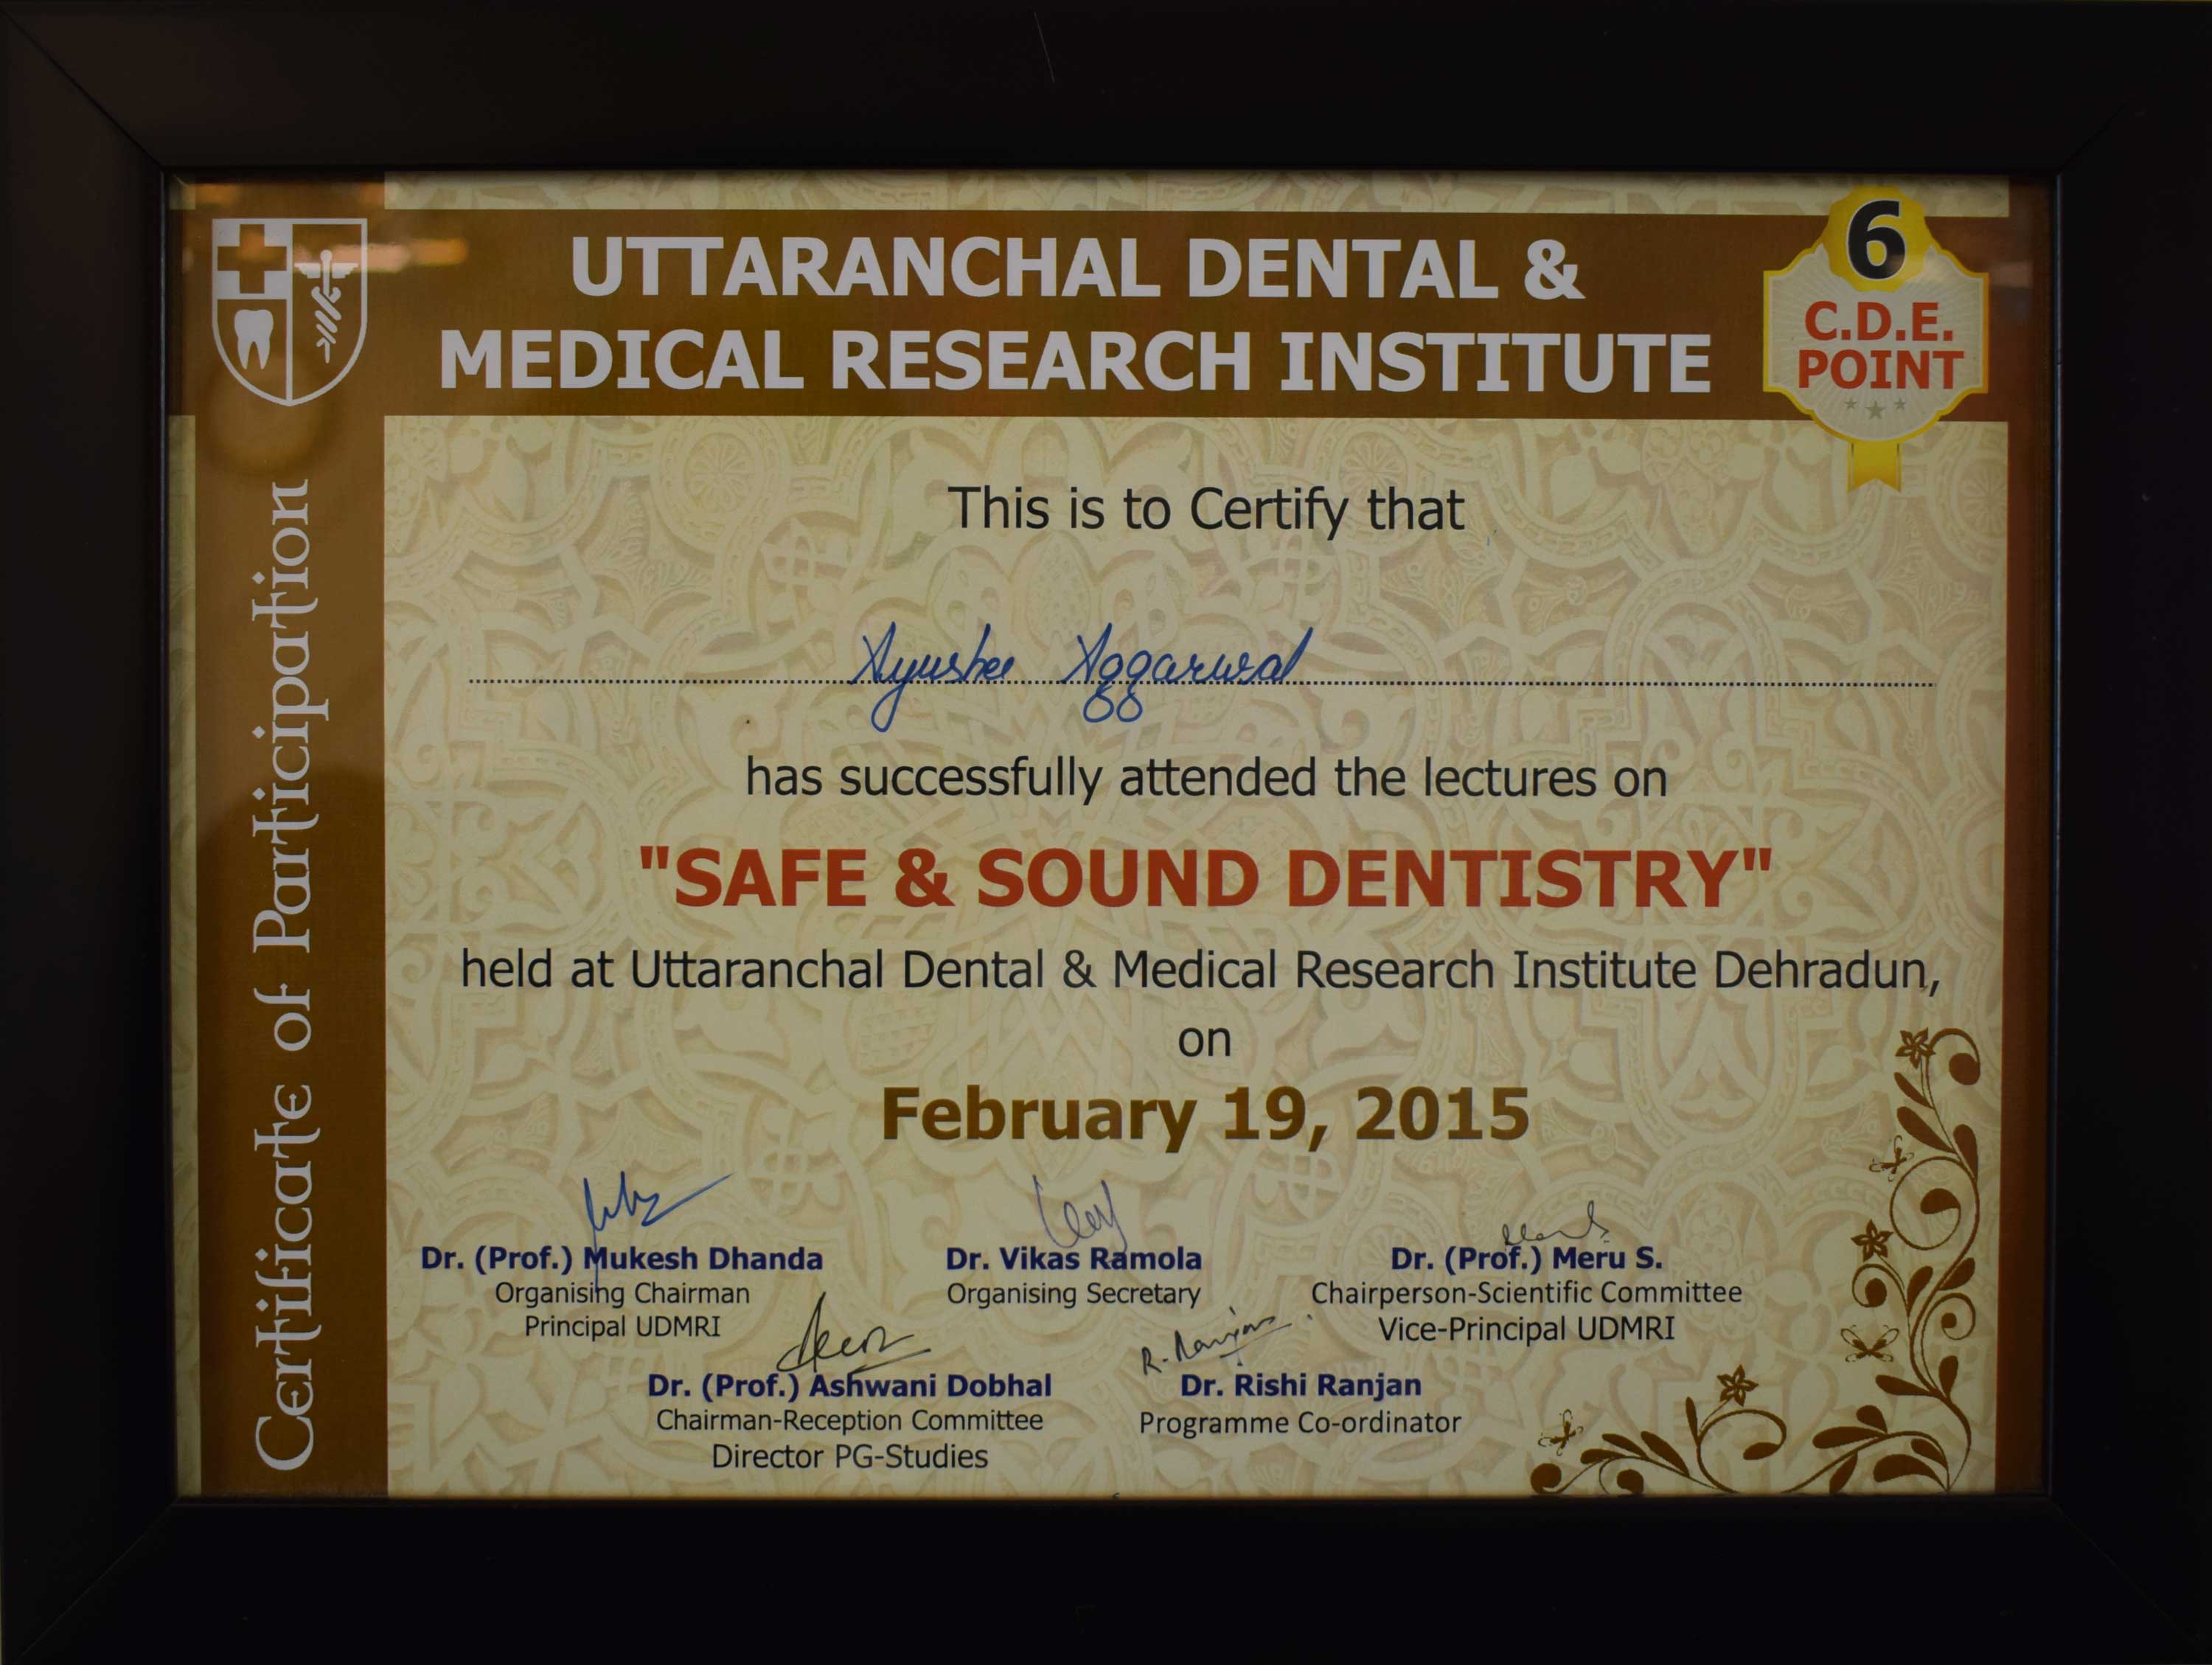 UTTARANCHAL DENTAL &
MEDICAL RESEARCH INSTITUTE
6
C.D.E.
POINT
Certificate of Participation
This is to Certify that
Ayushee Aggarwal
has successfully attended the lectures on
"SAFE & SOUND DENTISTRY"
held at Uttaranchal Dental & Medical Research Institute Dehradun,
on
February 19, 2015
Dr. (Prof.) Mukesh Dhanda
Organising Chairman
Principal UDMRI
Dr. Vikas Ramola
Organising Secretary
Dr. (Prof.) Meru S.
Chairperson-Scientific Committee
Vice-Principal UDMRI
R. Ranjan
Dr. (Prof.) Ashwani Dobhal
Chairman-Reception Committee
Director PG-Studies
Dr. Rishi Ranjan
Programme Co-ordinator